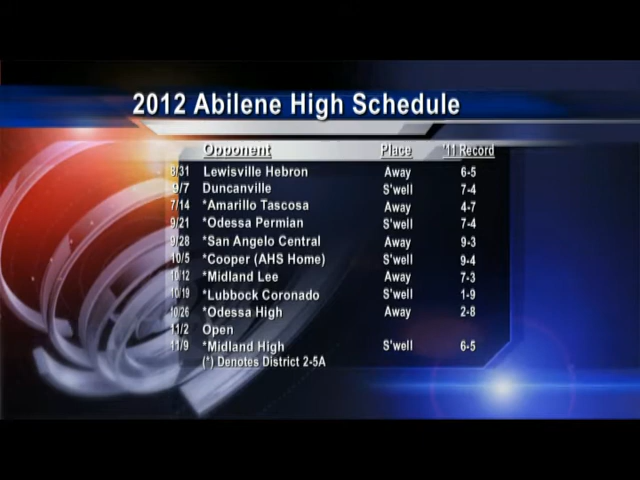 2012 Abilene High Schedule
Opponent Place '11 Record
8/31 Lewisville Hebron Away 6-5
9/7 Duncanville S'well 7-4
7/14 *Amarillo Tascosa Away 4-7
9/21 *Odessa Permian S'well 7-4
9/28 *San Angelo Central Away 9-3
10/5 *Cooper (AHS Home) S'well 9-4
10/12 *Midland Lee Away 7-3
10/19 *Lubbock Coronado S'well 1-9
10/26 *Odessa High Away 2-8
11/2 Open
11/9 *Midland High S'well 6-5
(*) Denotes District 2-5A